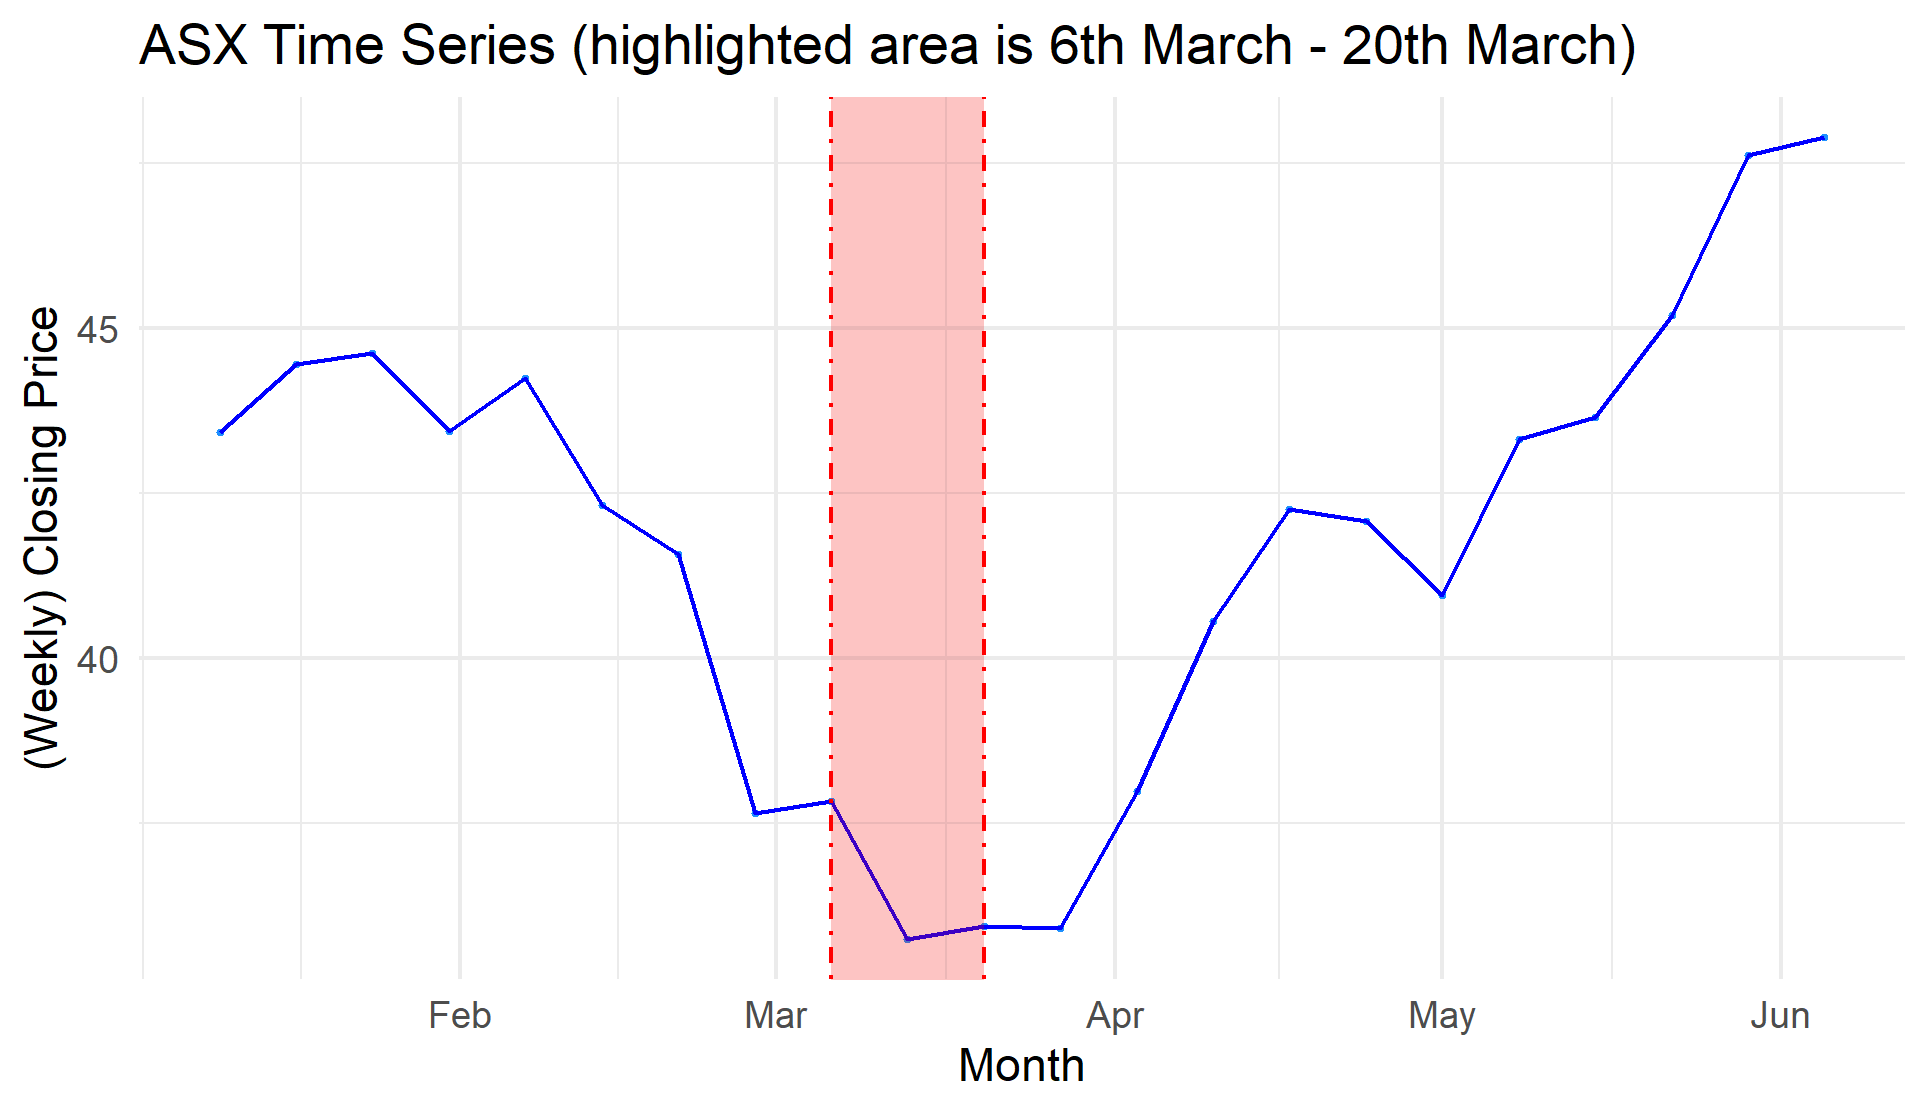 ASX Time Series (highlighted area is 6th March - 20th March)
(Weekly) Closing Price
45
40
Feb
Mar
Apr
May
Jun
Month